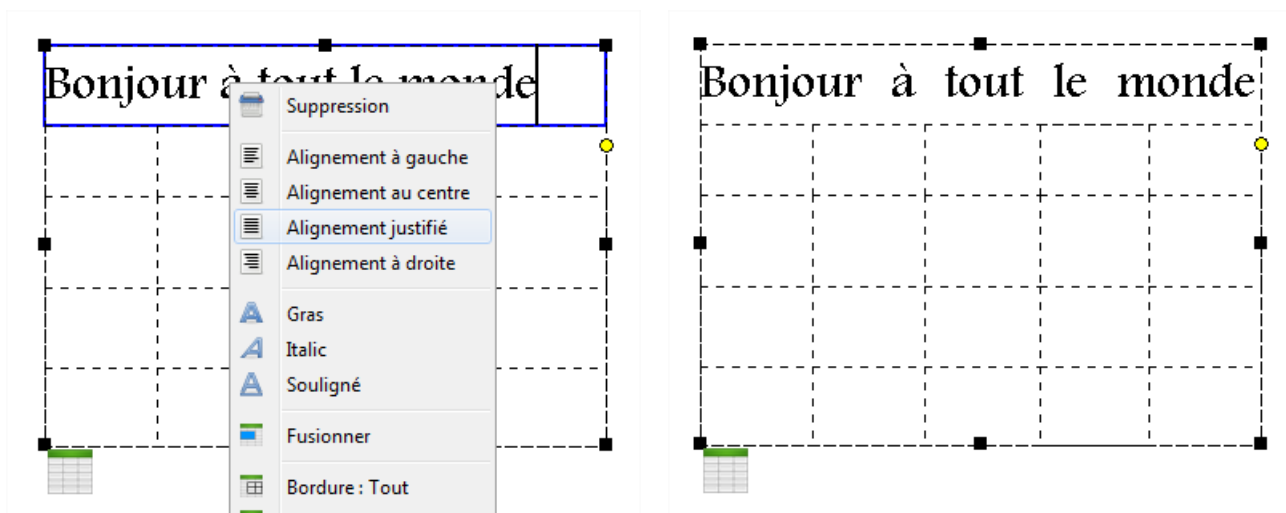 Bonjour à tout le monde
Suppression
Alignement à gauche
Alignement au centre
Alignement justifié
Alignement à droite
Gras
Italic
Souligné
Fusionner
Bordure : Tout
Bonjour à tout le monde